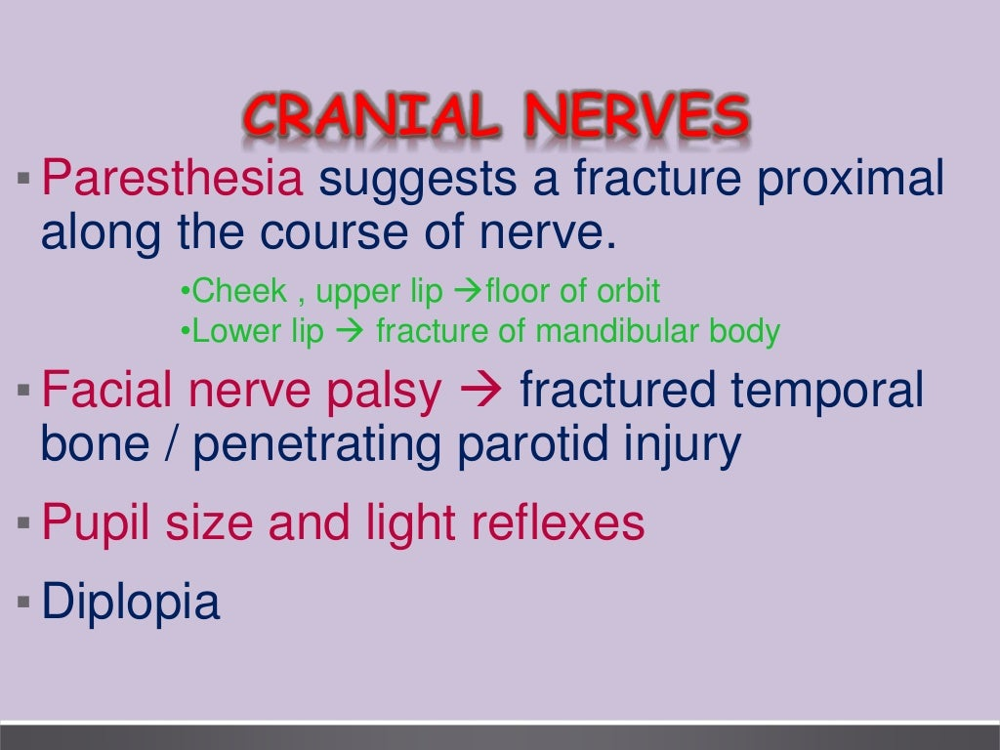 CRANIAL NERVES
▪ Paresthesia suggests a fracture proximal
along the course of nerve.
•Cheek , upper lip →floor of orbit
•Lower lip → fracture of mandibular body
▪ Facial nerve palsy → fractured temporal
bone / penetrating parotid injury
▪ Pupil size and light reflexes
▪ Diplopia